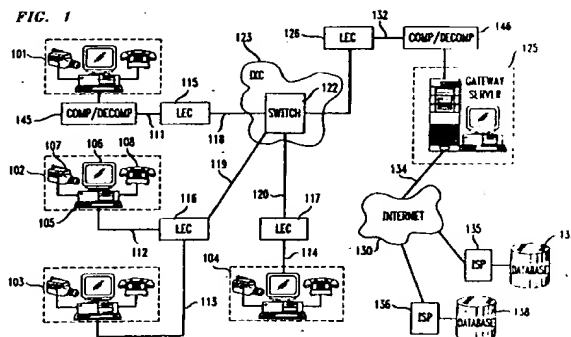 FIG. 1
101
COMP/DECOMP
145
111
115
LEC
118
123
IXC
SWITCH
122
126
LEC
132
COMP/DECOMP
146
125
GATEWAY
SERVER
134
INTERNET
130
135
ISP
DATABASE
136
ISP
DATABASE
138
107
106
108
102
105
112
116
LEC
119
120
117
LEC
114
104
103
113